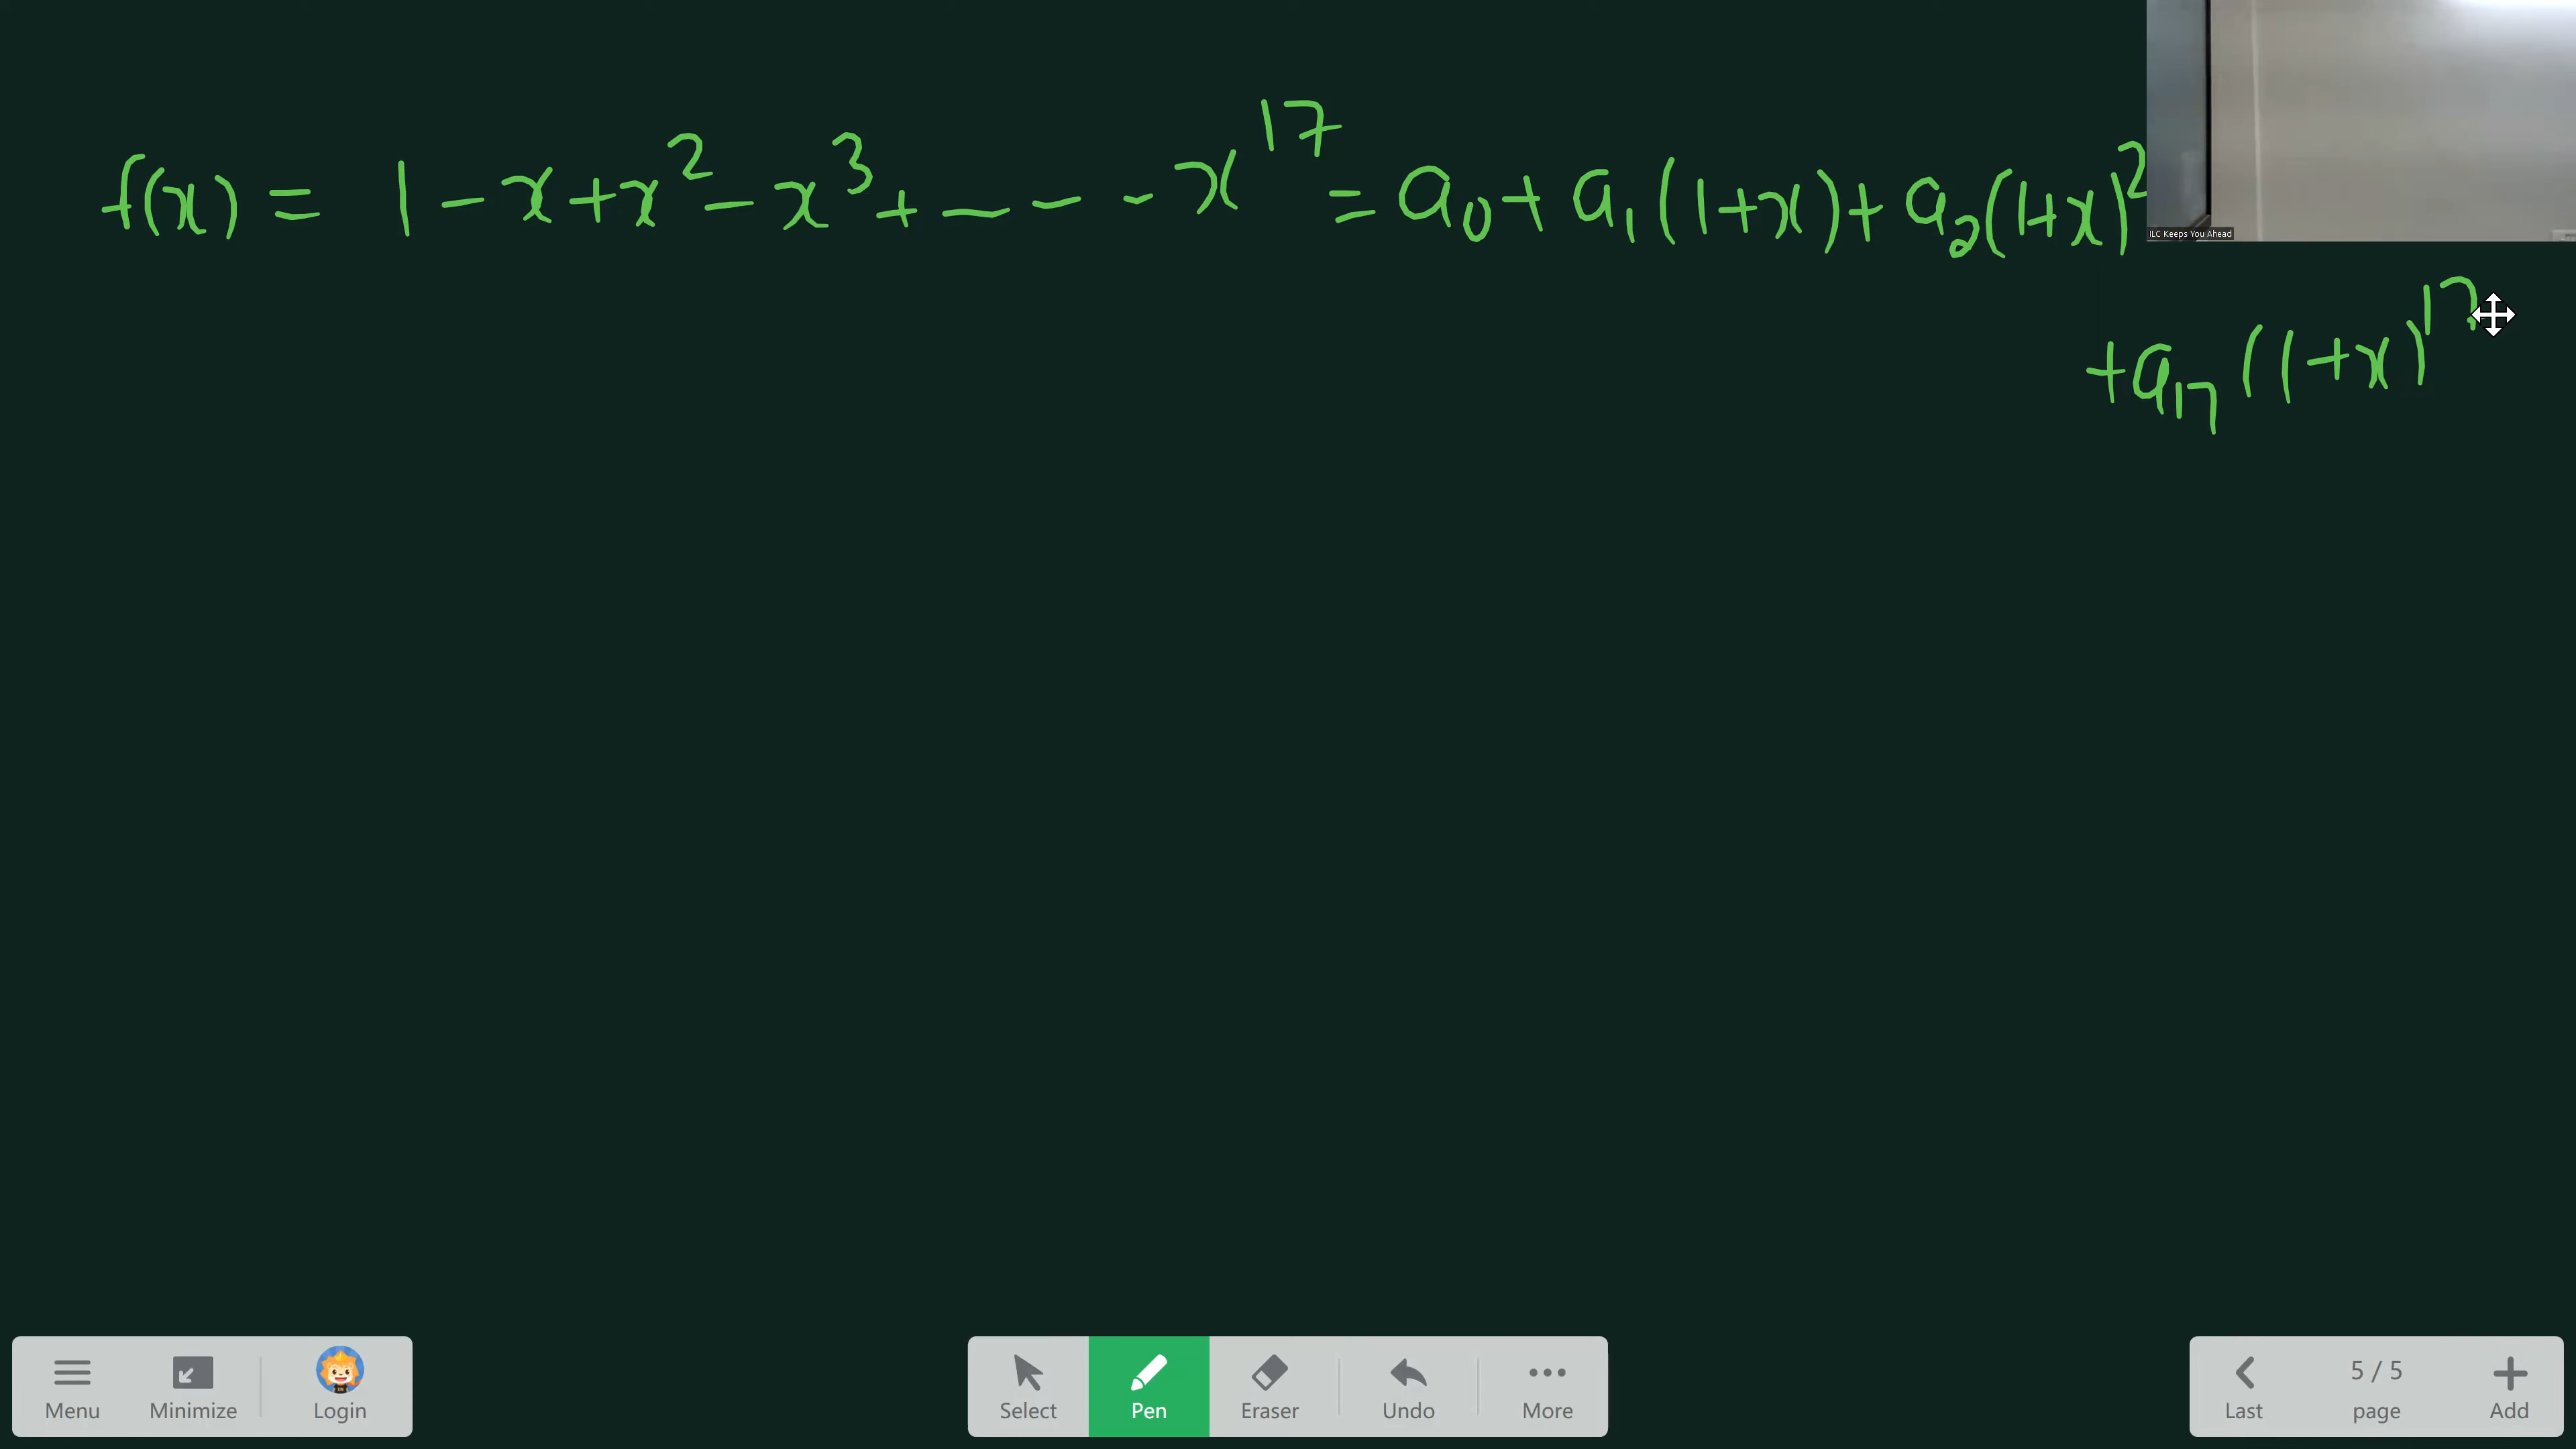 f(x) = 1 - x + x² - x³ + - - - x¹⁷ = a₀ + a₁(1+x) + a₂(1+x)²
ILC Keeps You Ahead
+ a₁₇(1+x)¹⁷
Menu Minimize Login Select Pen Eraser Undo More Last 5 / 5 page Add